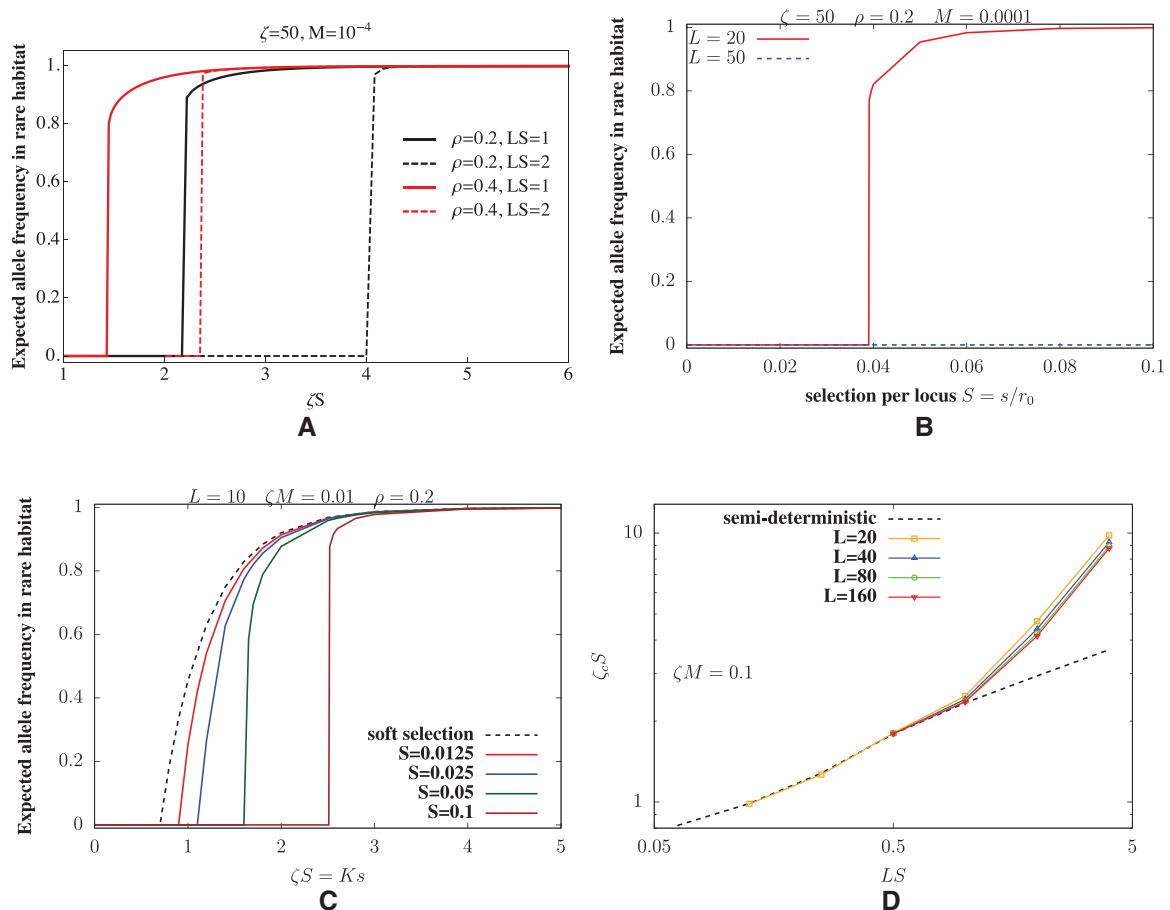 ζ=50, M=10⁻⁴
Expected allele frequency in rare habitat
1.
0.8
0.6
0.4
0.2
0.
ρ=0.2, LS=1
ρ=0.2, LS=2
ρ=0.4, LS=1
ρ=0.4, LS=2
1 2 3 4 5 6
ζS
A
ζ = 50 ρ = 0.2 M = 0.0001
L = 20
L = 50
Expected allele frequency in rare habitat
1
0.8
0.6
0.4
0.2
0
0 0.02 0.04 0.06 0.08 0.1
selection per locus S = s/r₀
B
L = 10 ζM = 0.01 ρ = 0.2
Expected allele frequency in rare habitat
1
0.8
0.6
0.4
0.2
0
soft selection
S=0.0125
S=0.025
S=0.05
S=0.1
0 1 2 3 4 5
ζS = Ks
C
semi-deterministic
L=20
L=40
L=80
L=160
ζM = 0.1
10
1
ζ_cS
0.05 0.5 5
LS
D